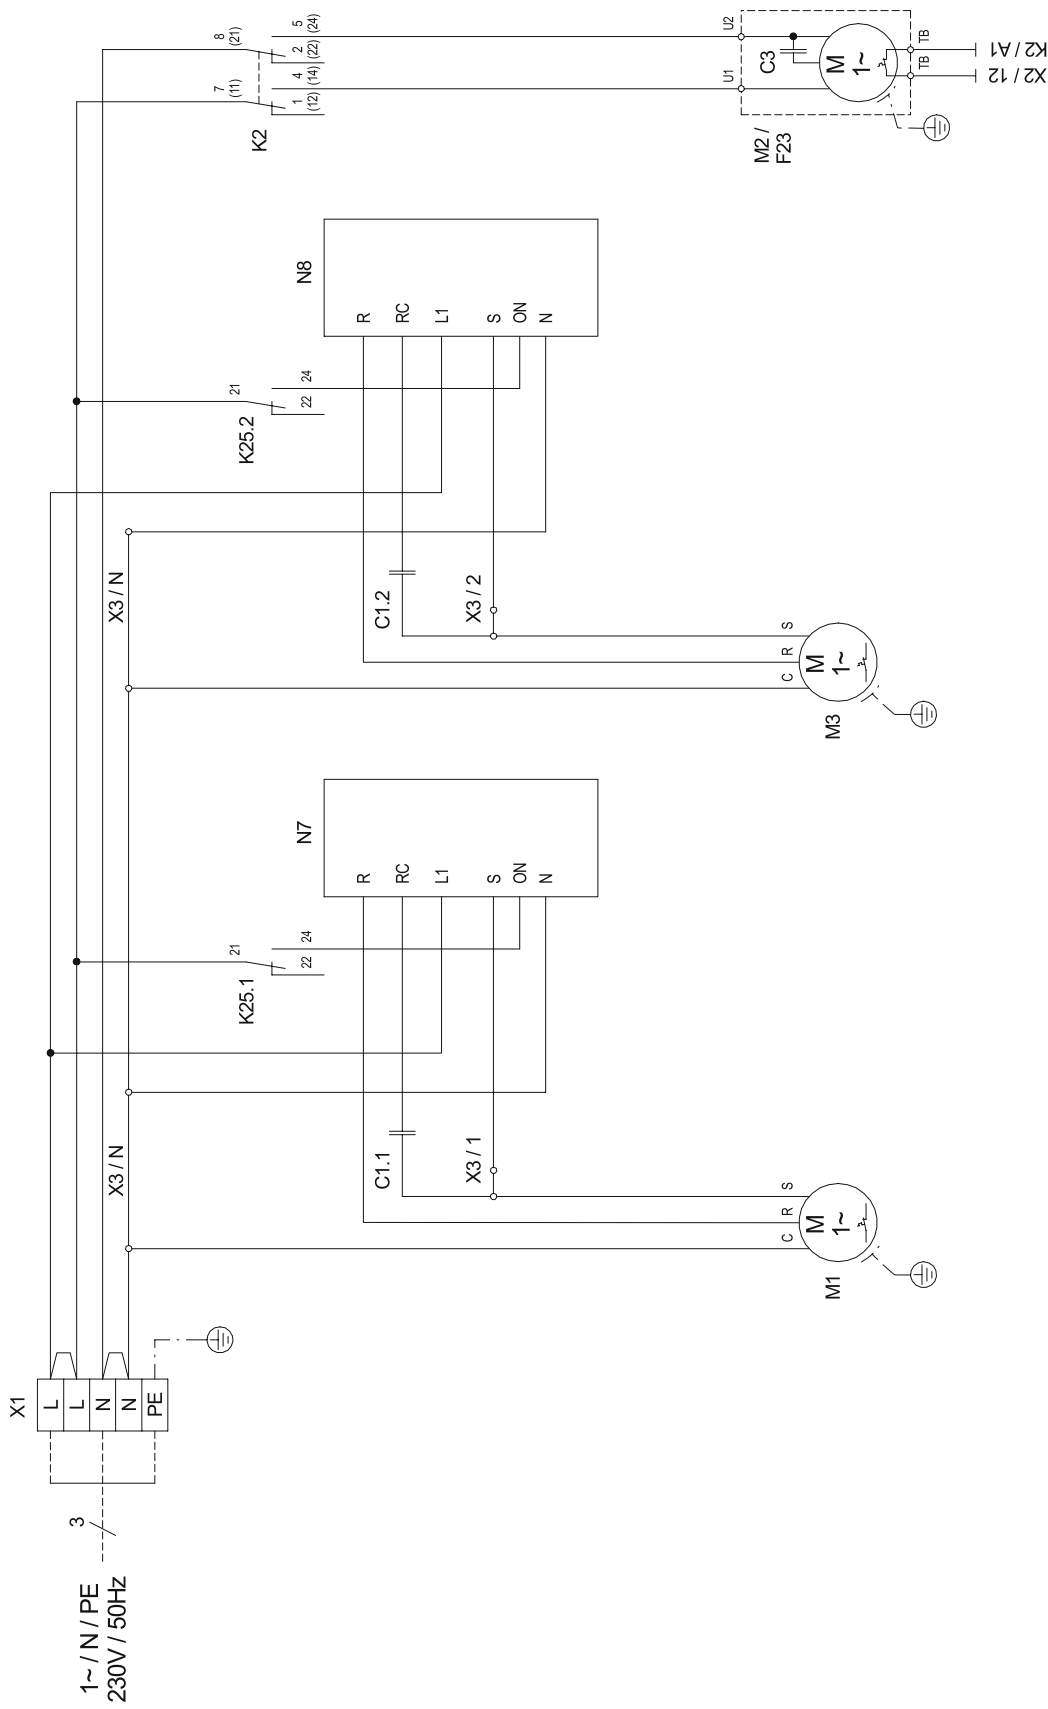 1~ / N / PE
230V / 50Hz
3
X1
L
L
N
N
PE
X3 / N
X3 / N
K25.1
21
22
24
N7
R
RC
L1
S
ON
N
C1.1
X3 / 1
C
R
S
M
1~
M1
K25.2
21
22
24
N8
R
RC
L1
S
ON
N
C1.2
X3 / 2
C
R
S
M
1~
M3
K2
7
(11)
8
(21)
1
(12)
4
(14)
2
(22)
5
(24)
U1
U2
M2 /
F23
C3
M
1~
TB
TB
K2 / A1
X2 / 12